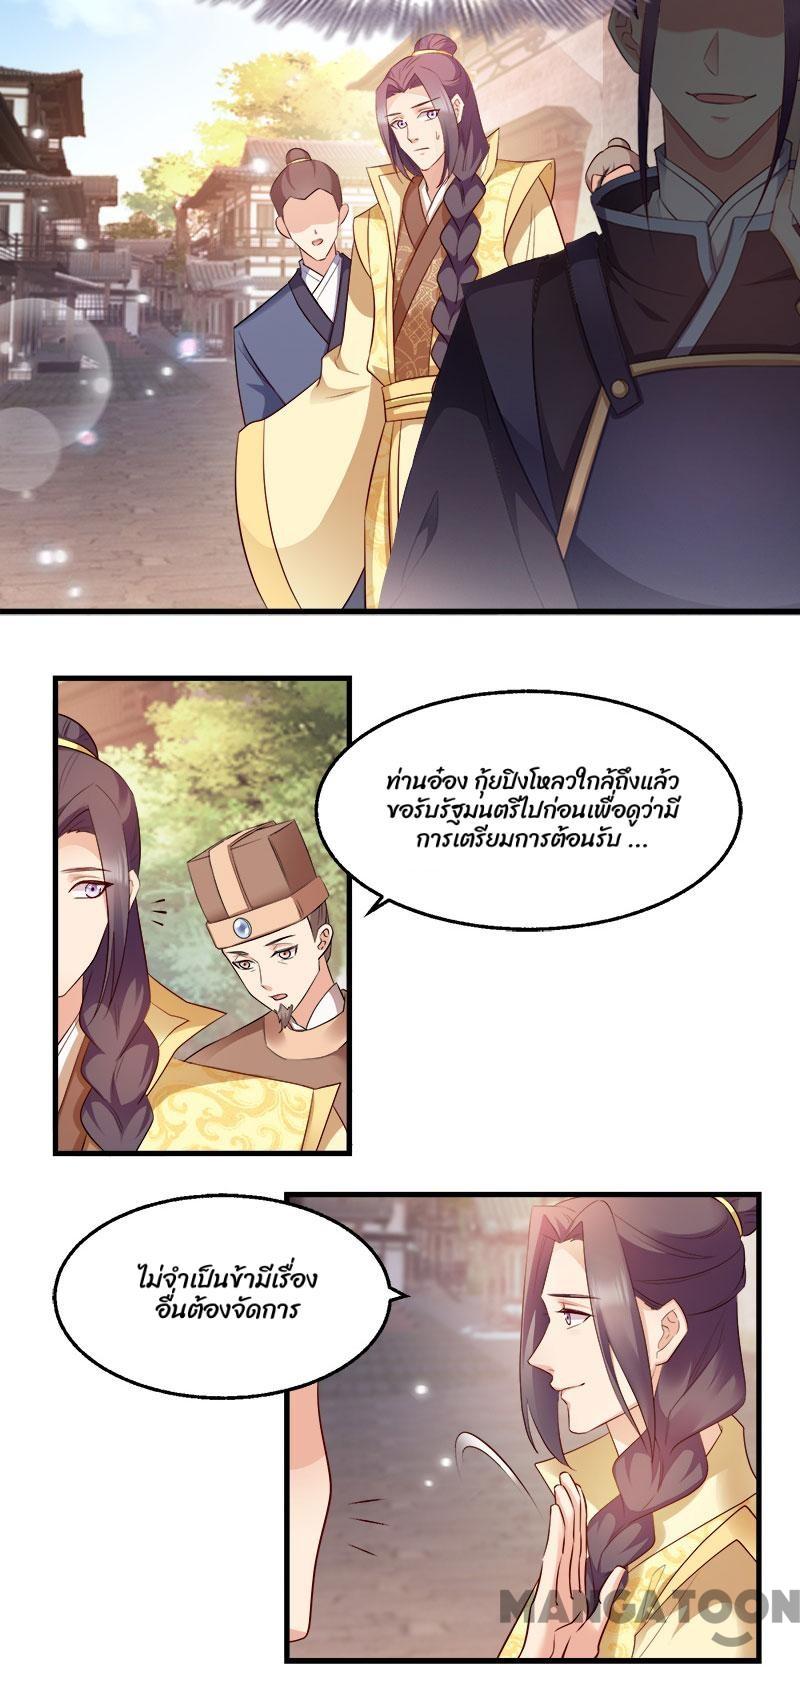 ท่านอ๋อง กุ้ยปิงโหลวใกล้ถึงแล้ว
ขอรับรัฐมนตรีไปก่อนเพื่อดูว่ามี
การเตรียมการต้อนรับ ...
ไม่จำเป็นข้ามีเรื่อง
อื่นต้องจัดการ
MANGATOON